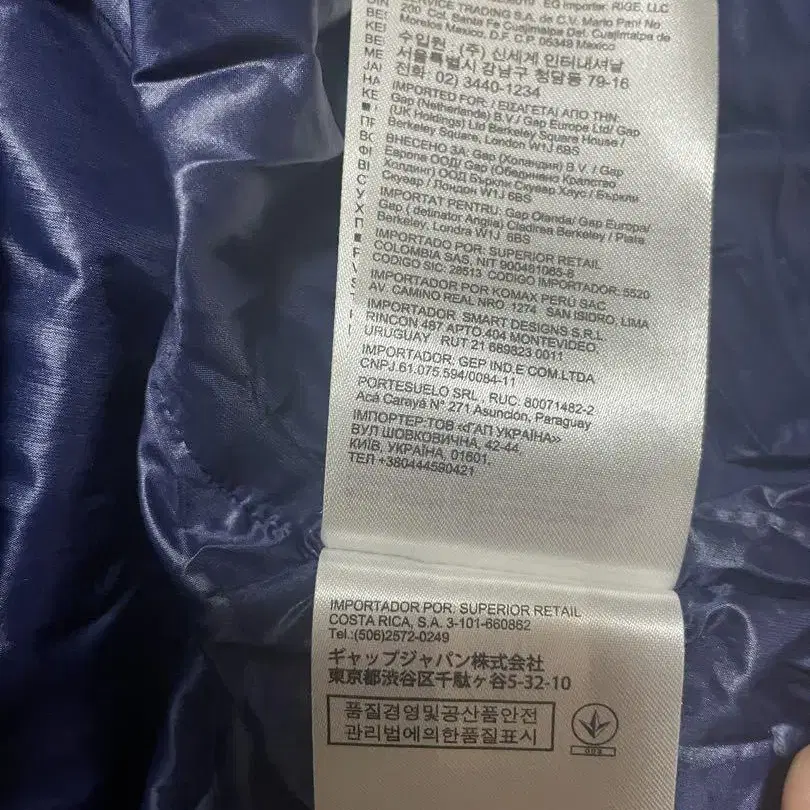 SERVICE TRADING S.A. de C.V. Mario Pani No
200, Col. Santa Fe Cuajimalpa Del. Cuajimalpa de
Morelos Mexico, D.F. C.P. 05349 Mexico
수입원 . (주) 신세계 인터내셔날
서울특별시 강남구 청담동 79-16
전화: 02) 3440-1234
IMPORTED FOR: / ΕΙΣΑΓΕΤΑΙ ΑΠΟ ΤΗΝ:
Gap (Netherlands) B.V./ Gap Europe Ltd/ Gap
(UK Holdings) Ltd Berkeley Square House /
Berkeley Square, London W1J 6BS
ВНЕСЕНО ЗА: Gap (Холандия) B.V. / Gap
Европа ООД/ Gap (Обединено Кралство
Холдинг) ООД Бъркли Скуеър Хаус / Бъркли
Скуеър / Лондон W1J 6BS
IMPORTAT PENTRU: Gap Olanda/ Gap Europa/
Gap ( detinator Anglia) Cladirea Berkeley / Piata
Berkeley, Londra W1J 6BS
IMPORTADO POR: SUPERIOR RETAIL
COLOMBIA SAS, NIT 900481085-8
CODIGO SIC: 28513 CODIGO IMPORTADOR: 5520
IMPORTADOR POR KOMAX PERU SAC.
AV. CAMINO REAL NRO. 1274 SAN ISIDRO, LIMA
IMPORTADOR. SMART DESIGNS S.R.L.
RINCON 487 APTO.404 MONTEVIDEO.
URUGUAY RUT 21 689823 0011
IMPORTADOR. GEP IND.E COM.LTDA
CNPJ.61.075.594/0084-11
PORTESUELO SRL , RUC: 80071482-2
Acá Carayá N° 271 Asunción, Paraguay
ІМПОРТЕР-ТОВ «ГАП УКРАЇНА»
ВУЛ ШОВКОВИЧНА, 42-44,
КИЇВ, УКРАЇНА, 01601.
ТЕЛ +380444590421
IMPORTADOR POR: SUPERIOR RETAIL
COSTA RICA, S.A. 3-101-660862
Tel.:(506)2572-0249
ギャップジャパン株式会社
東京都渋谷区千駄ヶ谷5-32-10
품질경영및공산품안전
관리법에의한품질표시